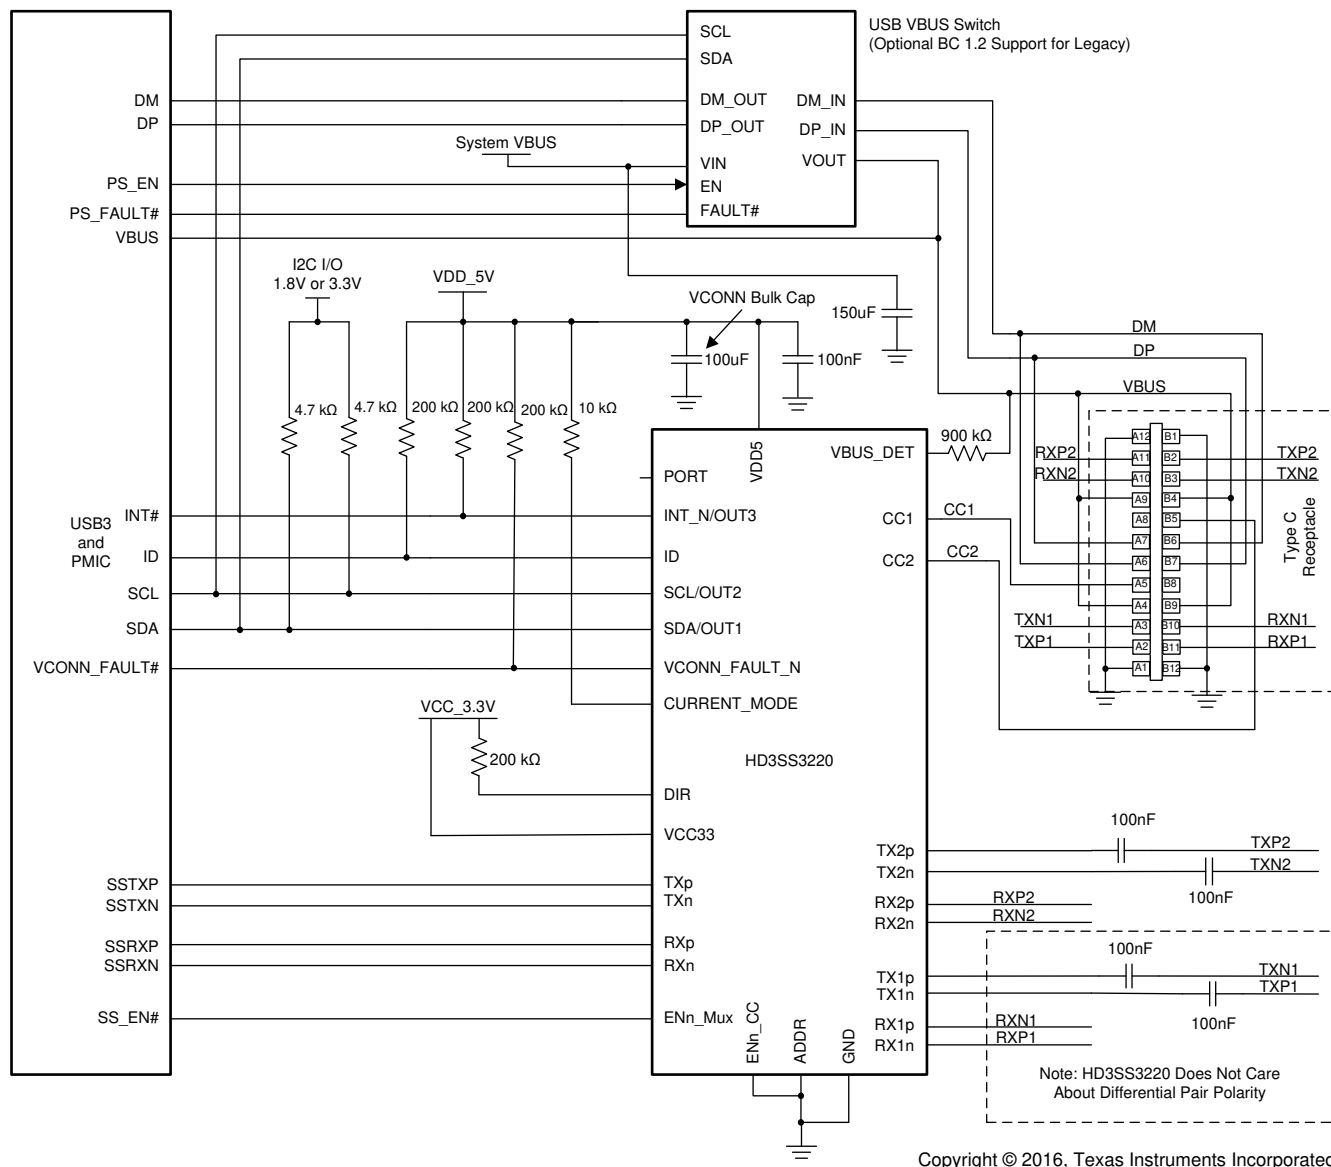 SCL
USB VBUS Switch
(Optional BC 1.2 Support for Legacy)
SDA
DM
DM_OUT
DM_IN
DP
DP_OUT
DP_IN
System VBUS
VIN
VOUT
PS_EN
EN
PS_FAULT#
FAULT#
VBUS
I2C I/O
1.8V or 3.3V
VDD_5V
VCONN Bulk Cap
150uF
100uF
100nF
DM
DP
VBUS
4.7 kΩ
4.7 kΩ
200 kΩ
200 kΩ
200 kΩ
10 kΩ
900 kΩ
VBUS_DET
VDD5
PORT
USB3
and
PMIC
INT#
INT_N/OUT3
CC1
CC1
ID
ID
CC2
CC2
SCL
SCL/OUT2
SDA
SDA/OUT1
VCONN_FAULT#
VCONN_FAULT_N
CURRENT_MODE
VCC_3.3V
200 kΩ
HD3SS3220
DIR
VCC33
A12
B1
RXP2
A11
B2
TXP2
RXN2
A10
B3
TXN2
A9
B4
A8
B5
A7
B6
A6
B7
A5
B8
A4
B9
TXN1
A3
B10
RXN1
TXP1
A2
B11
RXP1
A1
B12
Type C
Receptacle
SSTXP
TXp
SSTXN
TXn
SSRXP
RXp
SSRXN
RXn
SS_EN#
ENn_Mux
ENn_CC
ADDR
GND
100nF
TX2p
TXP2
TX2n
TXN2
100nF
RX2p
RXP2
RX2n
RXN2
100nF
TX1p
TXN1
TX1n
TXP1
100nF
RX1p
RXN1
RX1n
RXP1
Note: HD3SS3220 Does Not Care
About Differential Pair Polarity
Copyright © 2016, Texas Instruments Incorporated